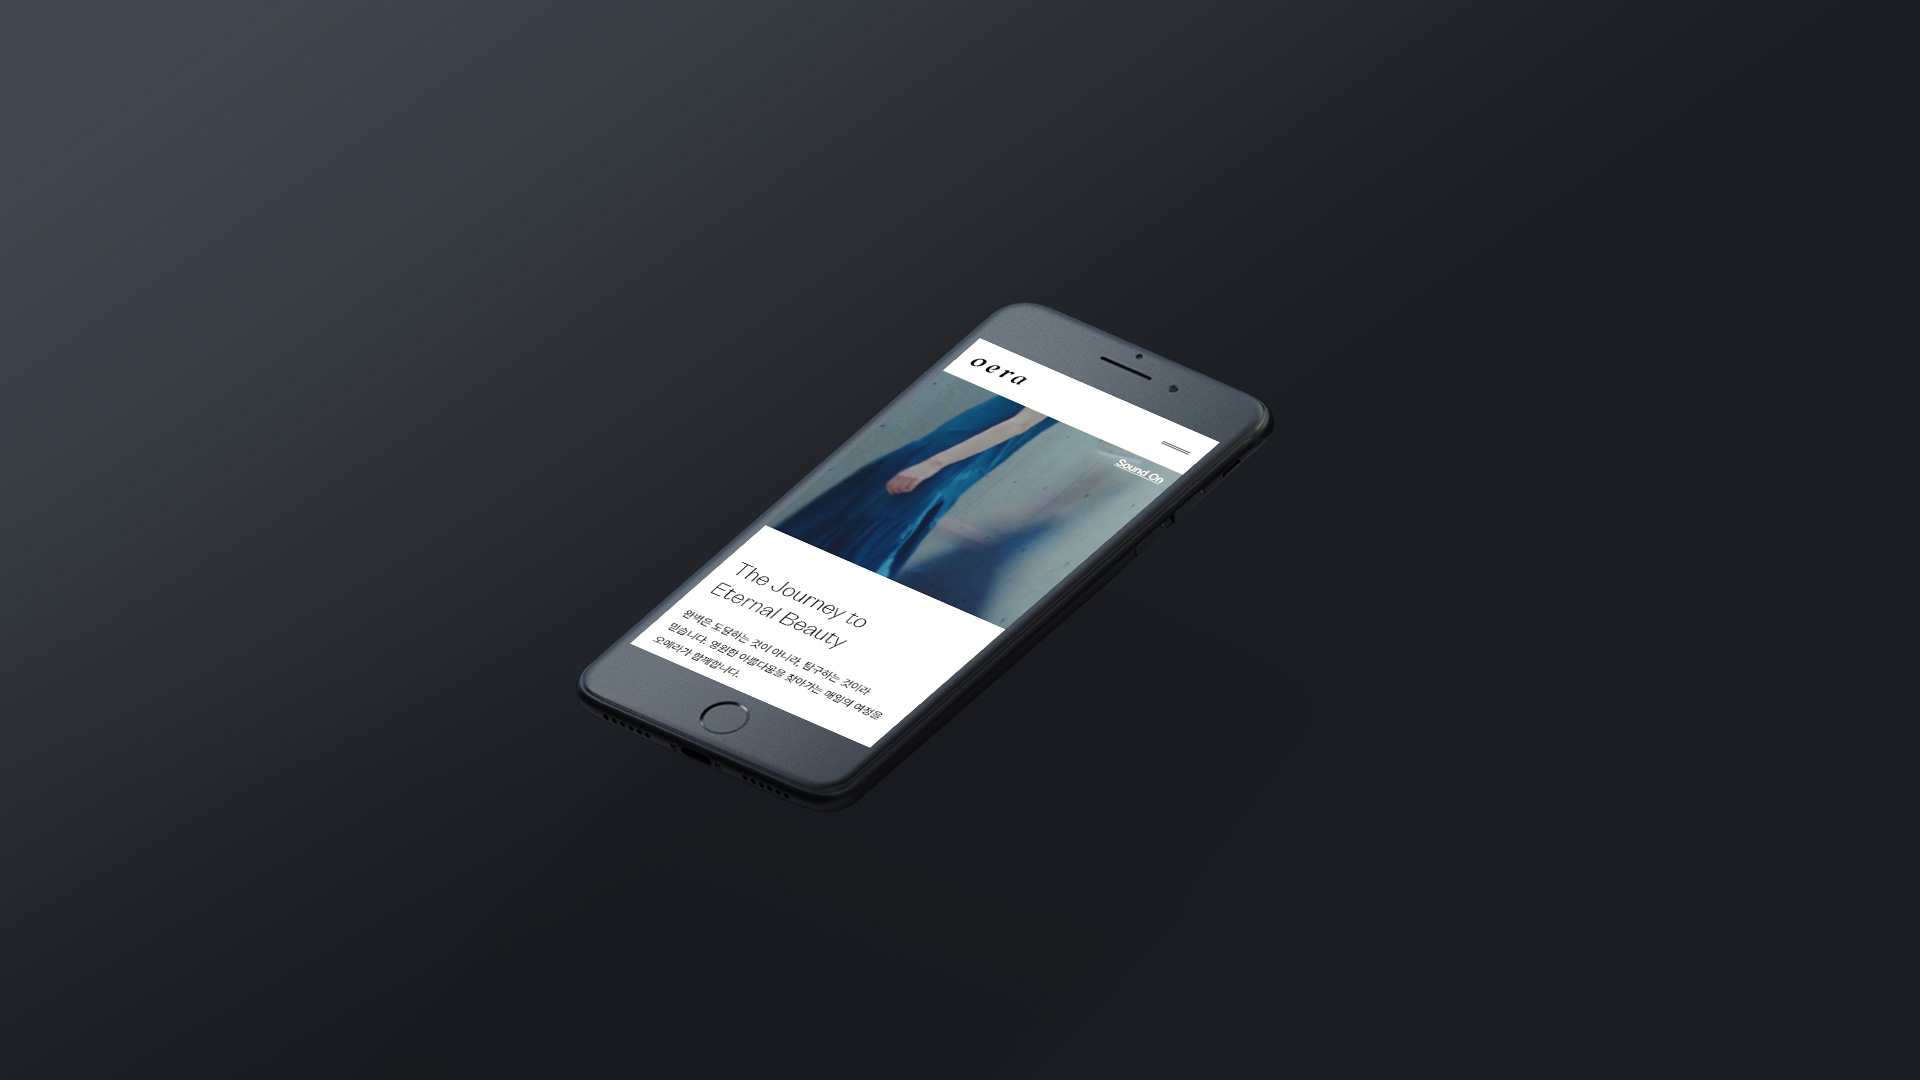 oera
Sound On
The Journey to
Eternal Beauty
완벽은 도달하는 것이 아니라, 탐구하는 것이라
믿습니다. 영원한 아름다움을 찾아가는 매일의 여정을
오에라가 함께합니다.